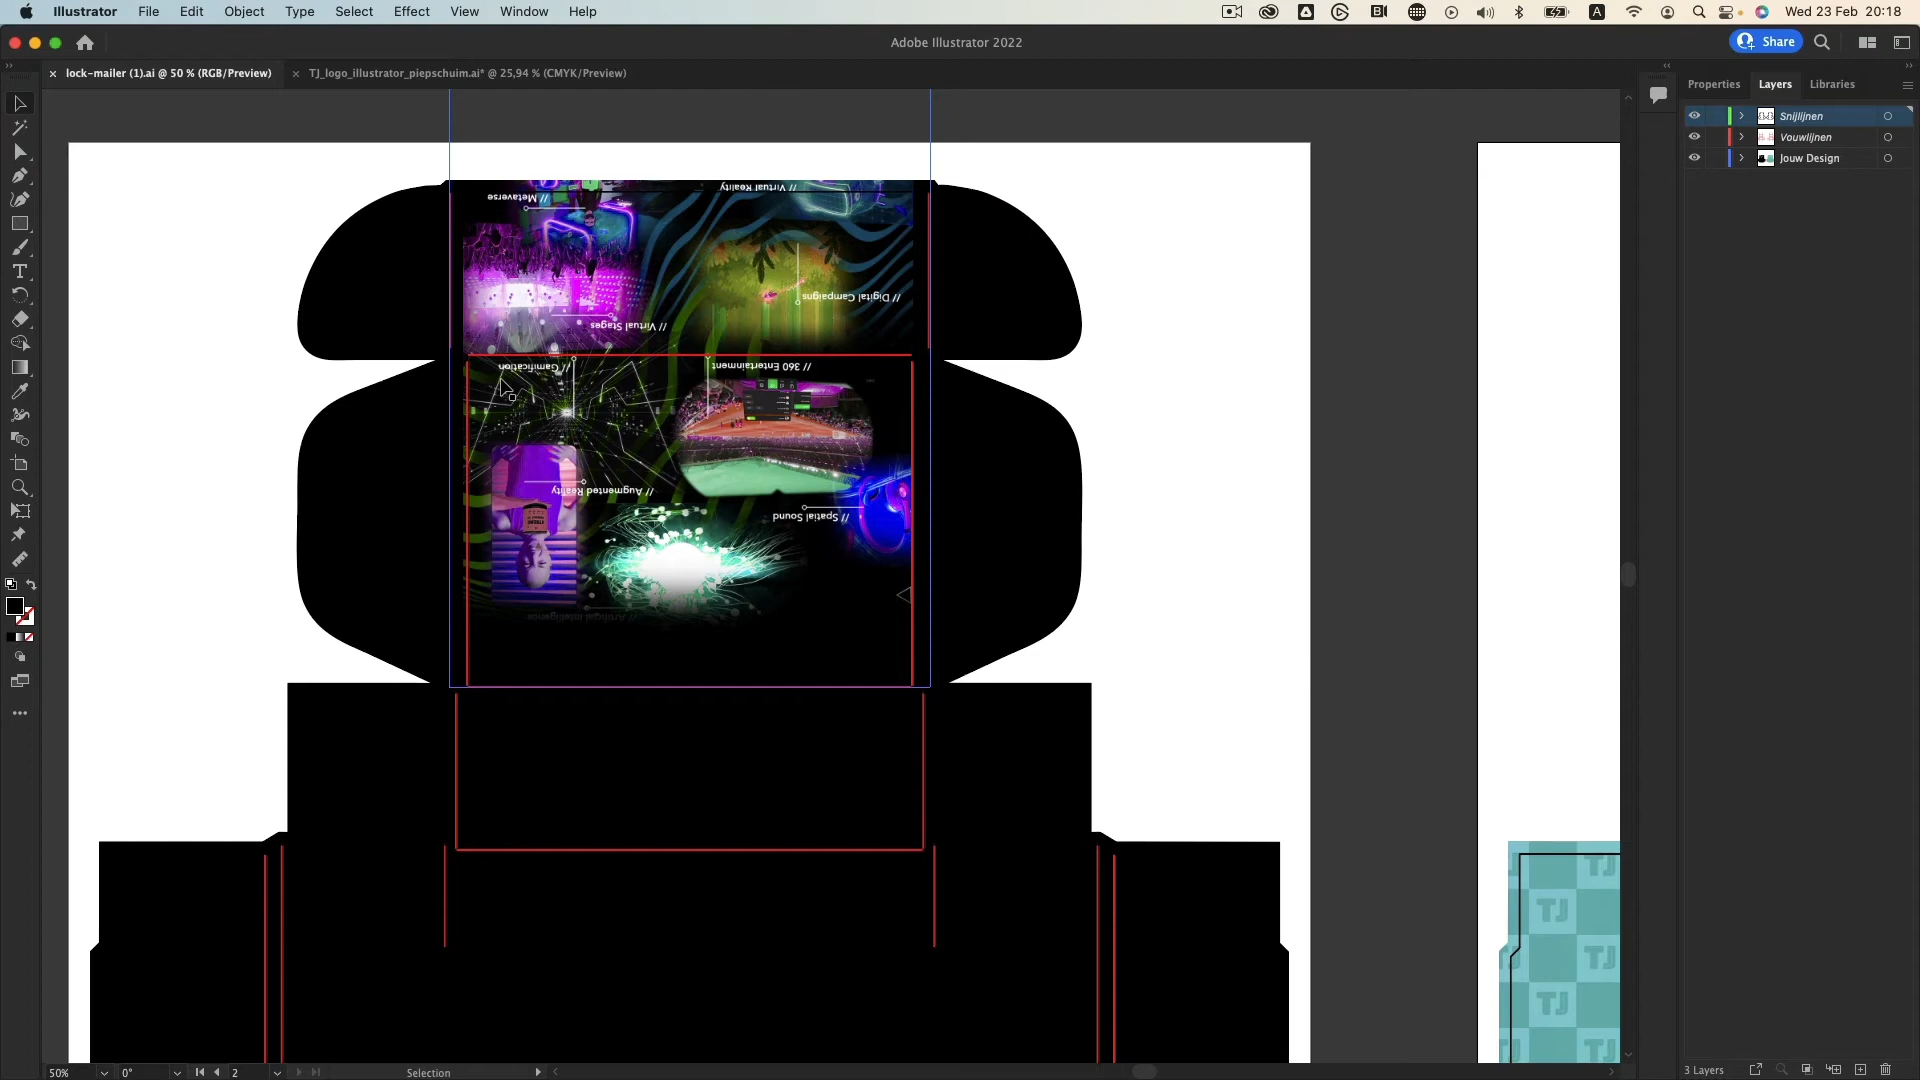 Illustrator File Edit Object Type Select Effect View Window Help Wed 23 Feb 20:18
Adobe Illustrator 2022
Share
lock-mailer (1).ai @ 50 % (RGB/Preview)
TJ_logo_illustrator_piepschuim.ai* @ 25,94 % (CMYK/Preview)
Properties Layers Libraries
Snijlijnen
Vouwlijnen
Jouw Design
// Virtual Reality
// Metaverse
// Digital Campaigns
// Virtual Stages
// Gamification
// 360 Entertainment
// Augmented Reality
// Spatial Sound
// Artificial Intelligence
TJ
TJ
TJ
TJ
50% 0° 2 Selection
3 Layers